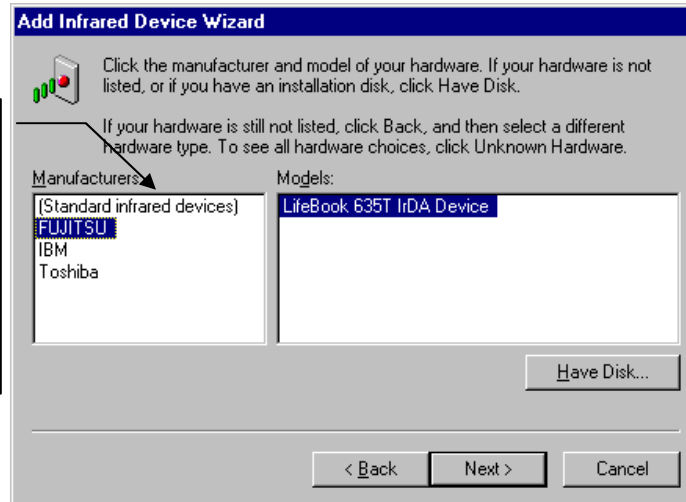 Add Infrared Device Wizard
Click the manufacturer and model of your hardware. If your hardware is not
listed, or if you have an installation disk, click Have Disk.
If your hardware is still not listed, click Back, and then select a different
hardware type. To see all hardware choices, click Unknown Hardware.
Manufacturers:
(Standard infrared devices)
FUJITSU
IBM
Toshiba
Models:
LifeBook 635T IrDA Device
Have Disk...
< Back
Next >
Cancel